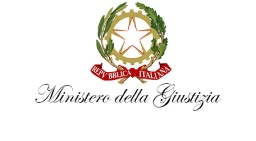 REPVBBLICA ITALIANA
Ministero della Giustizia